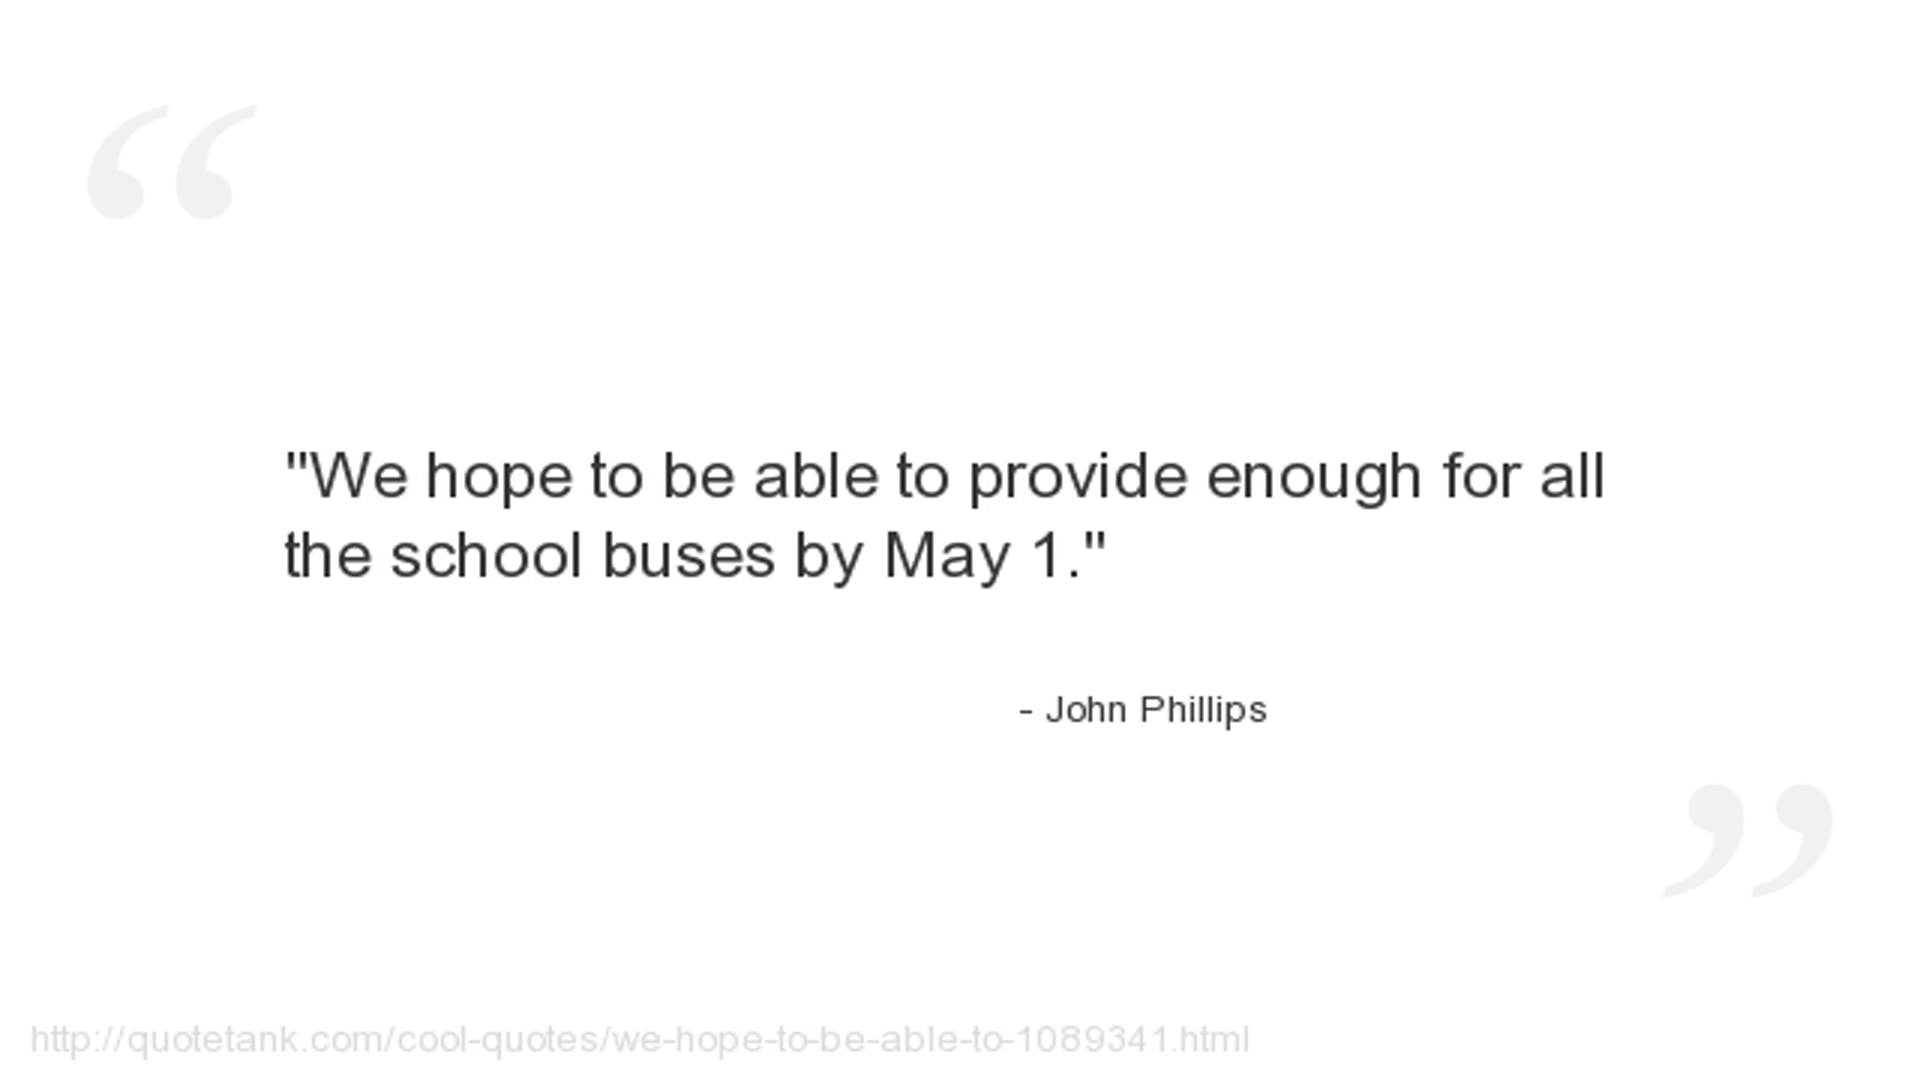 "We hope to be able to provide enough for all
the school buses by May 1."
- John Phillips
http://quotetank.com/cool-quotes/we-hope-to-be-able-to-1089341.html